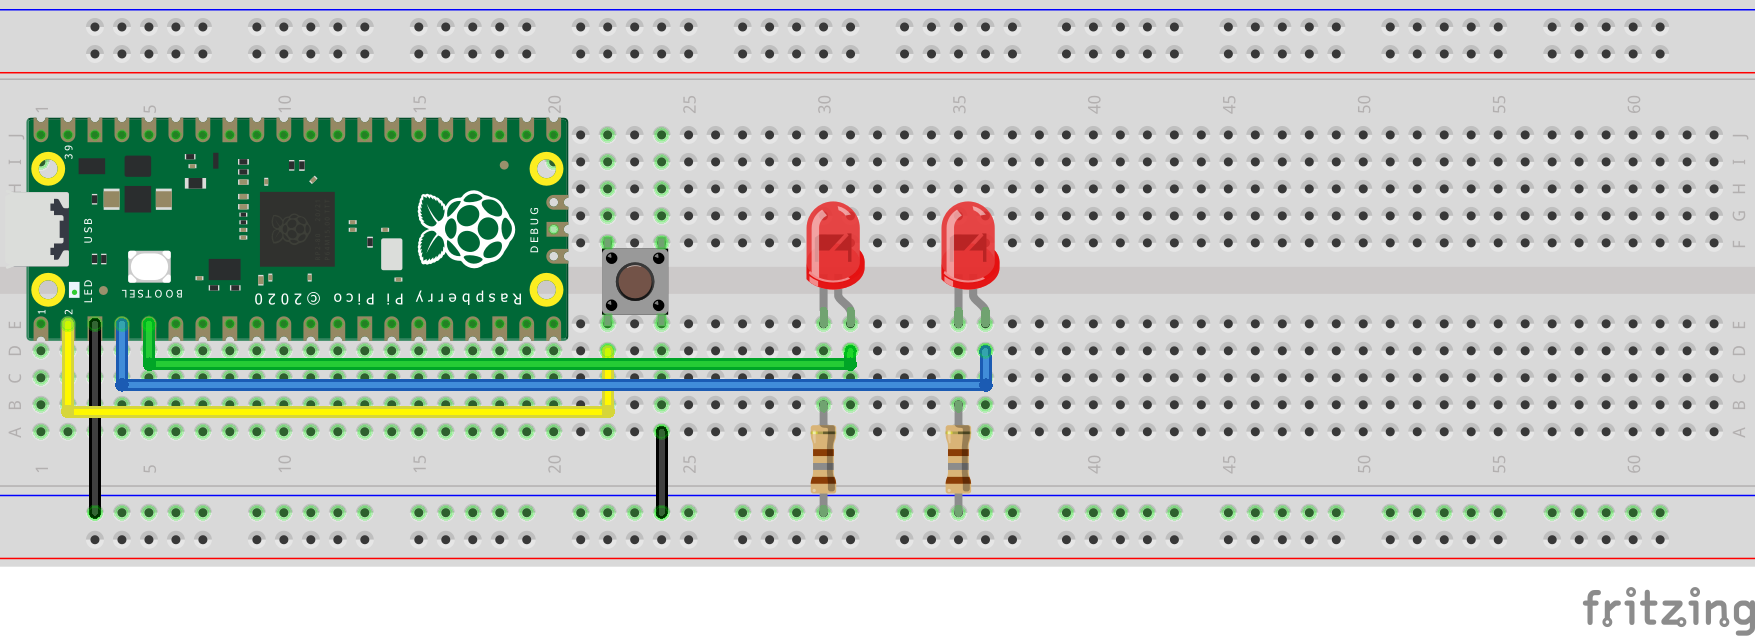 1 5 10 15 20 25 30 35 40 45 50 55 60
J J
I I
H H
G
F
39
USB
DEBUG
LED
BOOTSEL
Raspberry Pi Pico © 2020
1
2
E E
D D
C C
B B
A A
1 5 10 15 20 25 30 35 40 45 50 55 60
fritzing